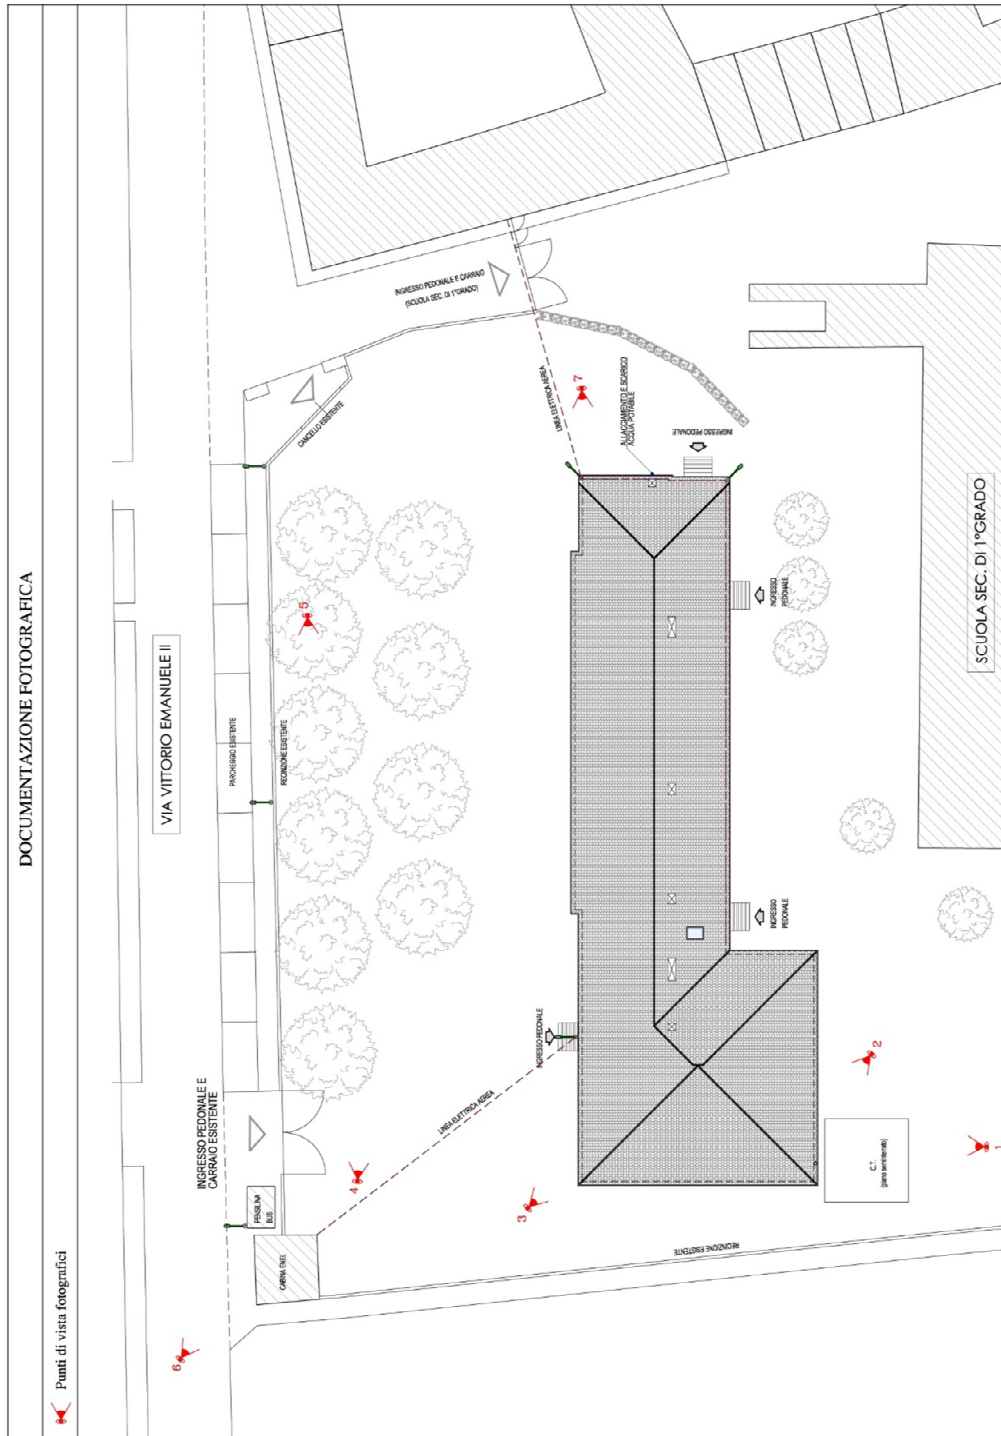 DOCUMENTAZIONE FOTOGRAFICA
Punti di vista fotografici
VIA VITTORIO EMANUELE II
PARCHEGGIO ESISTENTE
RECINZIONE ESISTENTE
CANCELLO ESISTENTE
INGRESSO PEDONALE E CARRAIO
(SCUOLA SEC. DI 1°GRADO)
LINEA ELETTRICA AEREA
ALLACCIAMENTO E SCARICO
ACQUA POTABILE
INGRESSO PEDONALE
INGRESSO
PEDONALE
INGRESSO
PEDONALE
SCUOLA SEC. DI 1°GRADO
INGRESSO PEDONALE
LINEA ELETTRICA AEREA
INGRESSO PEDONALE E
CARRAIO ESISTENTE
PENSILINA
BUS
CABINA ENEL
RECINZIONE ESISTENTE
C.T.
(piano seminterrato)
1
2
3
4
5
6
7